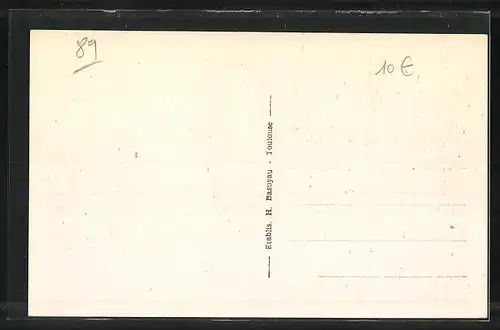 89
10 €
Etablis. H. Basuyau - Toulouse